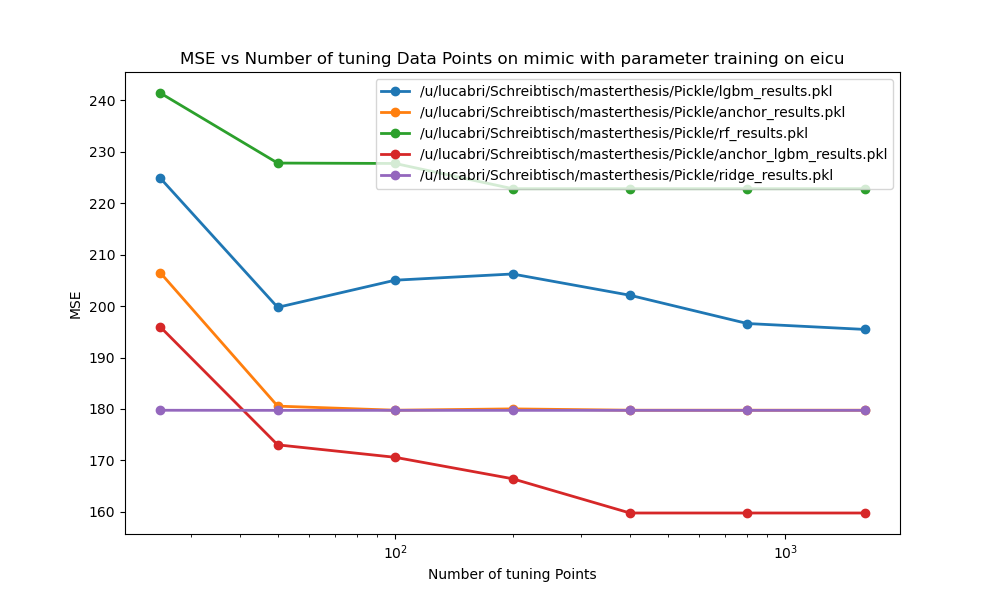 MSE vs Number of tuning Data Points on mimic with parameter training on eicu
/u/lucabri/Schreibtisch/masterthesis/Pickle/lgbm_results.pkl
/u/lucabri/Schreibtisch/masterthesis/Pickle/anchor_results.pkl
/u/lucabri/Schreibtisch/masterthesis/Pickle/rf_results.pkl
/u/lucabri/Schreibtisch/masterthesis/Pickle/anchor_lgbm_results.pkl
/u/lucabri/Schreibtisch/masterthesis/Pickle/ridge_results.pkl
MSE
240
230
220
210
200
190
180
170
160
10² 10³
Number of tuning Points